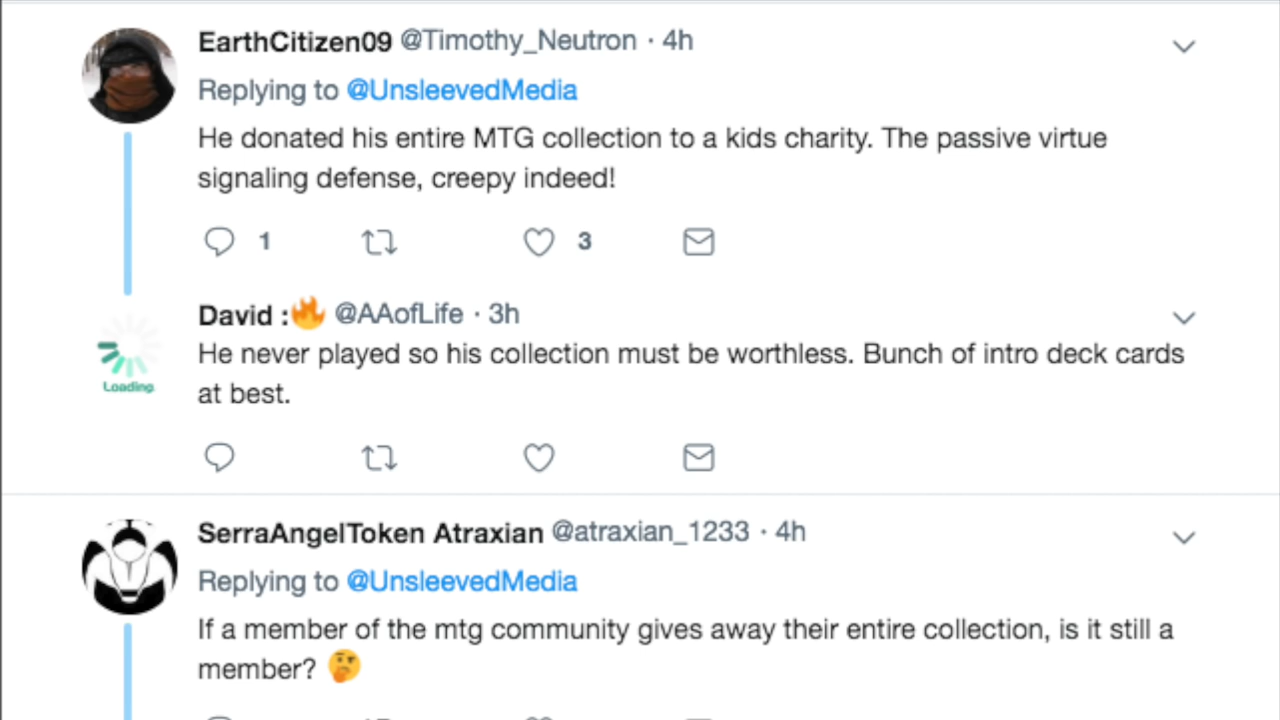 EarthCitizen09 @Timothy_Neutron · 4h
Replying to @UnsleevedMedia
He donated his entire MTG collection to a kids charity. The passive virtue
signaling defense, creepy indeed!
1 3
David :🔥 @AAofLife · 3h
He never played so his collection must be worthless. Bunch of intro deck cards
at best.
Loading
SerraAngelToken Atraxian @atraxian_1233 · 4h
Replying to @UnsleevedMedia
If a member of the mtg community gives away their entire collection, is it still a
member? 🤔